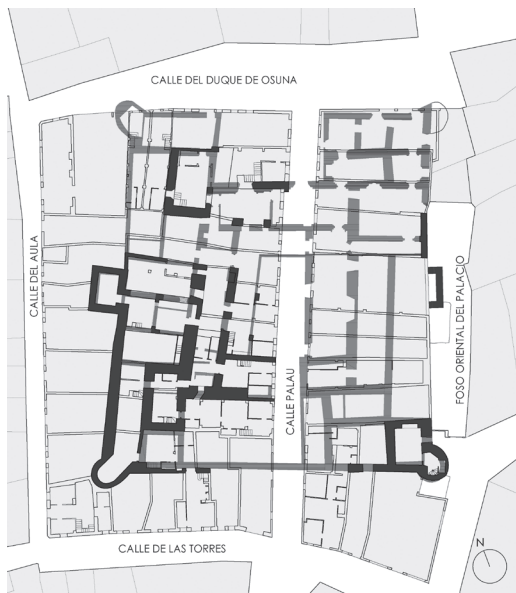 CALLE DEL DUQUE DE OSUNA
CALLE DEL AULA
CALLE PALAU
FOSO ORIENTAL DEL PALACIO
CALLE DE LAS TORRES
N